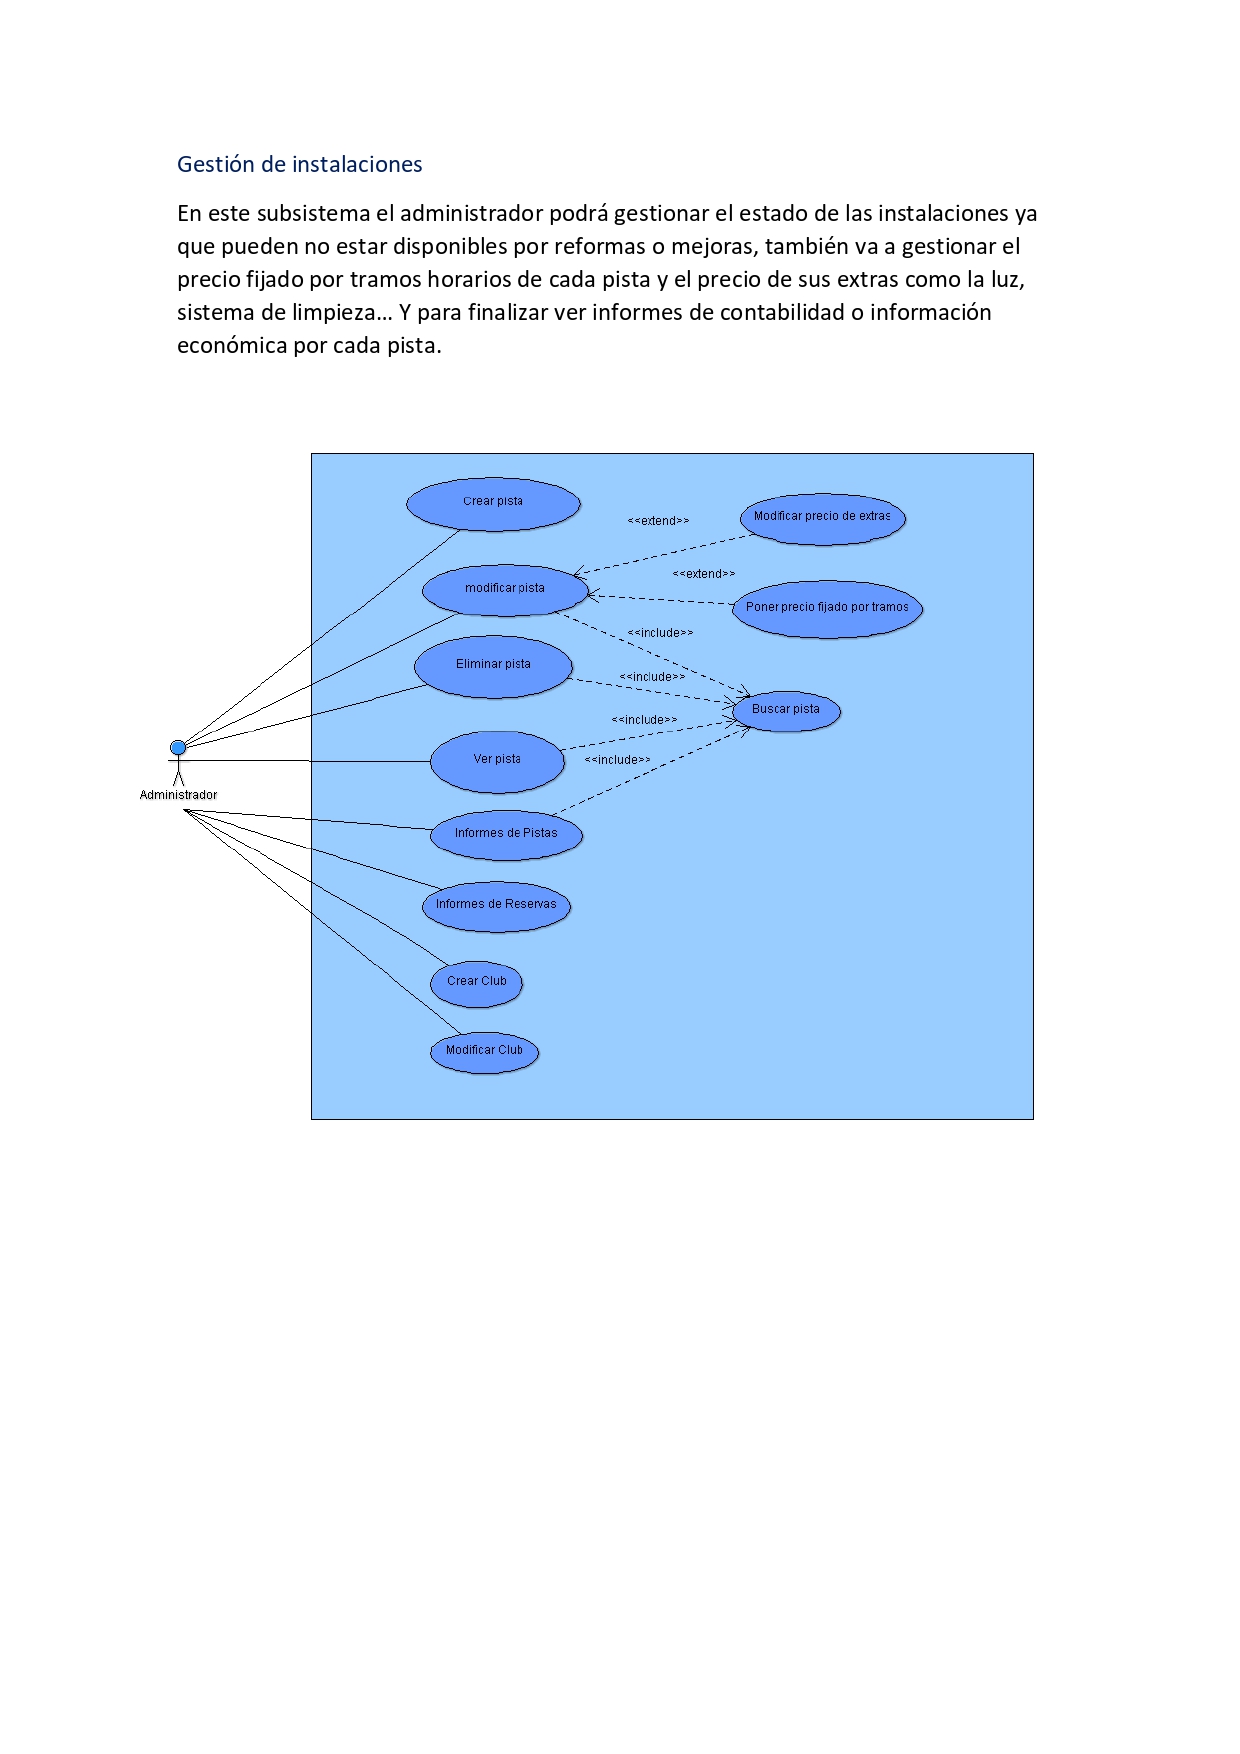 Gestión de instalaciones
En este subsistema el administrador podrá gestionar el estado de las instalaciones ya
que pueden no estar disponibles por reformas o mejoras, también va a gestionar el
precio fijado por tramos horarios de cada pista y el precio de sus extras como la luz,
sistema de limpieza... Y para finalizar ver informes de contabilidad o información
económica por cada pista.
Crear pista
<<extend>>
Modificar precio de extras
modificar pista
<<extend>>
Poner precio fijado por tramos
<<include>>
Eliminar pista
<<include>>
Buscar pista
<<include>>
Ver pista
<<include>>
Administrador
Informes de Pistas
Informes de Reservas
Crear Club
Modificar Club